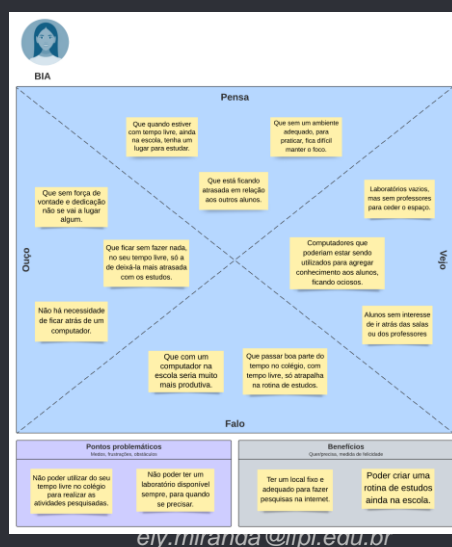 BIA
Pensa
Que quando estiver
com tempo livre, ainda
na escola, tenha um
lugar para estudar.
Que sem um ambiente
adequado, para
praticar, fica difícil
manter o foco.
Que está ficando
atrasada em relação
aos outros alunos.
Ouço
Que sem força de
vontade e dedicação
não se vai a lugar
algum.
Que ficar sem fazer nada,
no seu tempo livre, só a
de deixá-la mais atrasada
com os estudos.
Não há necessidade
de ficar atrás de um
computador.
Vejo
Laboratórios vazios,
mas sem professores
para ceder o espaço.
Computadores que
poderiam estar sendo
utilizados para agregar
conhecimento aos alunos,
ficando ociosos.
Alunos sem interesse
de ir atrás das salas
ou dos professores
Que com um
computador na
escola seria muito
mais produtiva.
Que passar boa parte
do tempo no colégio, com
tempo livre, só atrapalha
na rotina de estudos.
Falo
Pontos problemáticos
Medos, frustrações, obstáculos
Não poder utilizar do seu
tempo livre no colégio
para realizar as
atividades pesquisadas.
Não poder ter um
laboratório disponível
sempre, para quando
se precisar.
Benefícios
Quer/precisa, medida de felicidade
Ter um local fixo e
adequado para fazer
pesquisas na internet.
Poder criar uma
rotina de estudos
ainda na escola.
ely.miranda@ifpi.edu.br